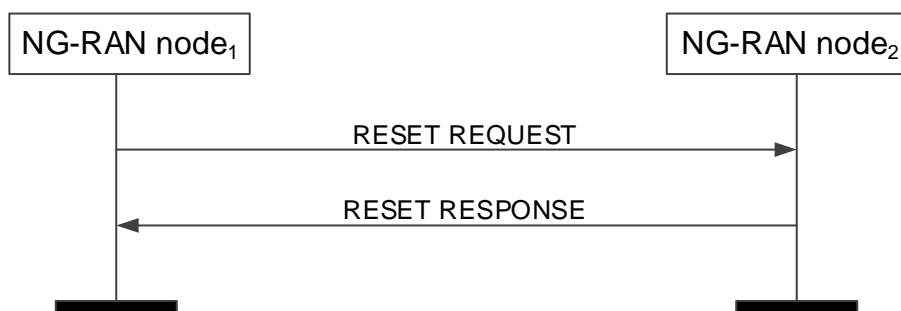 NG-RAN node₁
NG-RAN node₂
RESET REQUEST
RESET RESPONSE